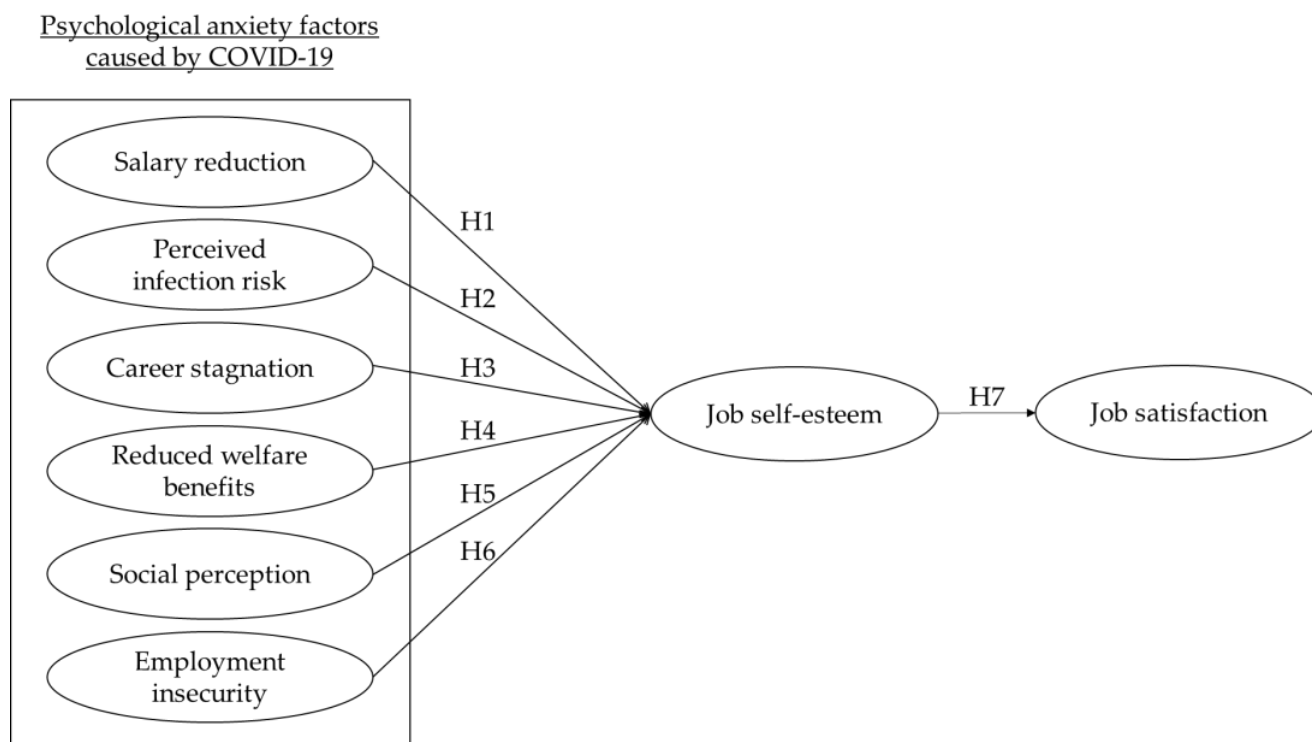 Psychological anxiety factors
caused by COVID-19
Salary reduction
H1
Perceived
infection risk
H2
Career stagnation
H3
Job self-esteem
H7
Job satisfaction
Reduced welfare
benefits
H4
Social perception
H5
Employment
insecurity
H6